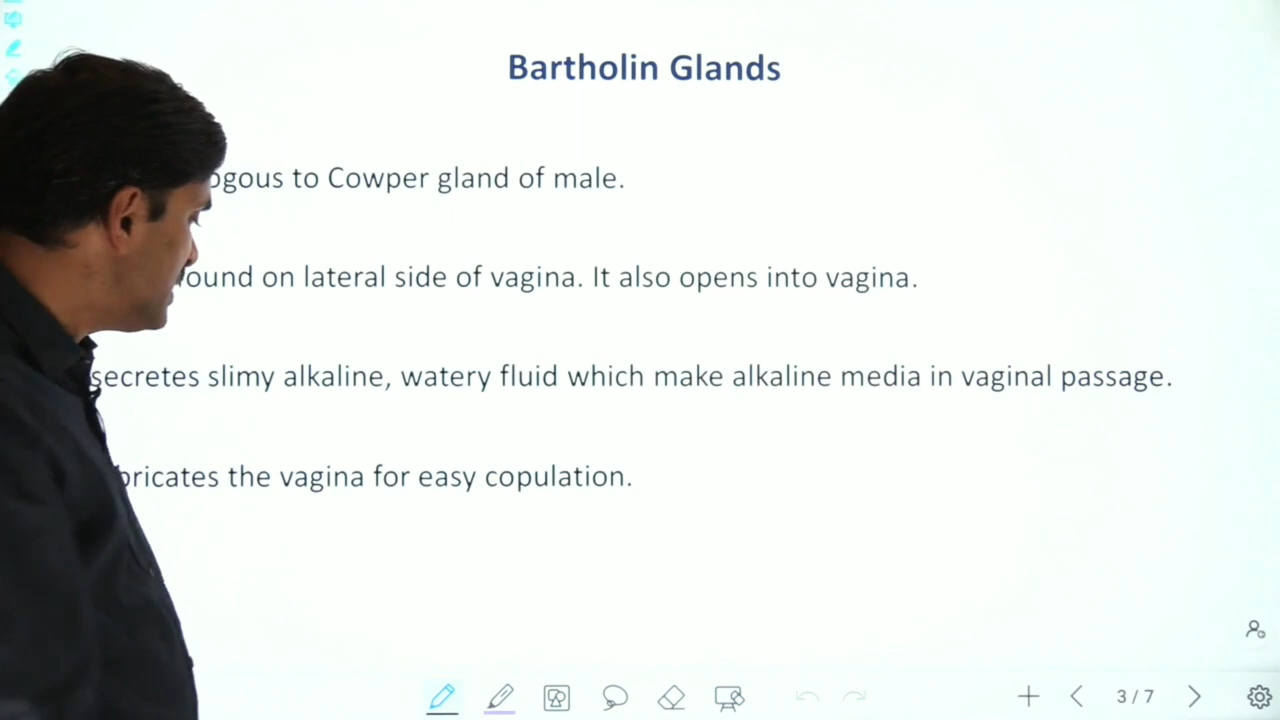 Bartholin Glands
ogous to Cowper gland of male.
ound on lateral side of vagina. It also opens into vagina.
secretes slimy alkaline, watery fluid which make alkaline media in vaginal passage.
bricates the vagina for easy copulation.
3 / 7